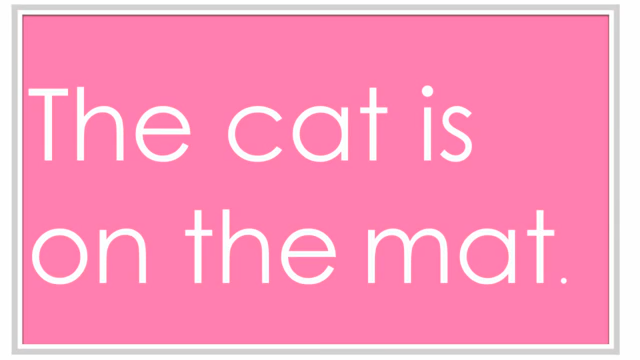 The cat is
on the mat.